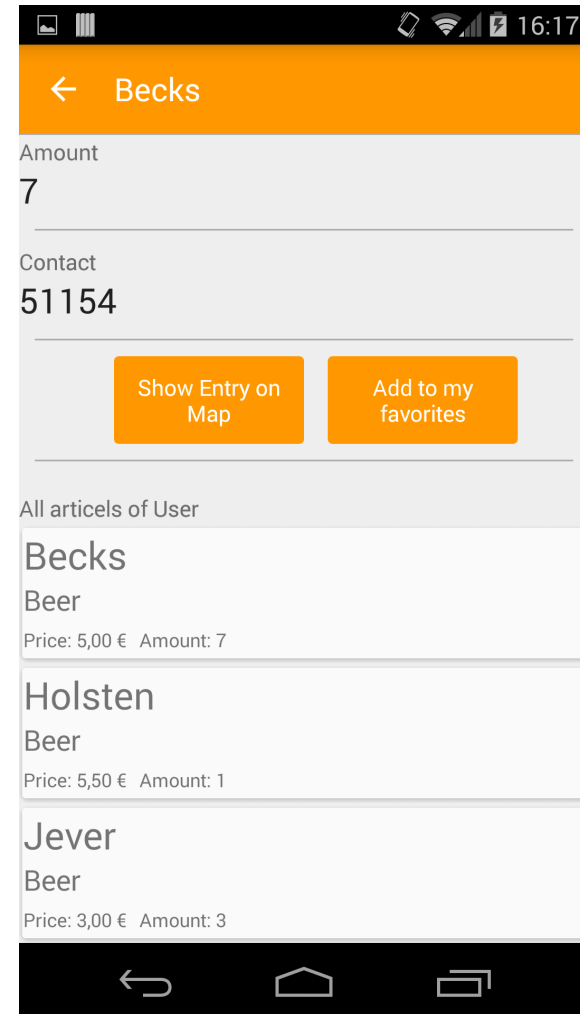 16:17
Becks
Amount
7
Contact
51154
Show Entry on
Map
Add to my
favorites
All articels of User
Becks
Beer
Price: 5,00 € Amount: 7
Holsten
Beer
Price: 5,50 € Amount: 1
Jever
Beer
Price: 3,00 € Amount: 3